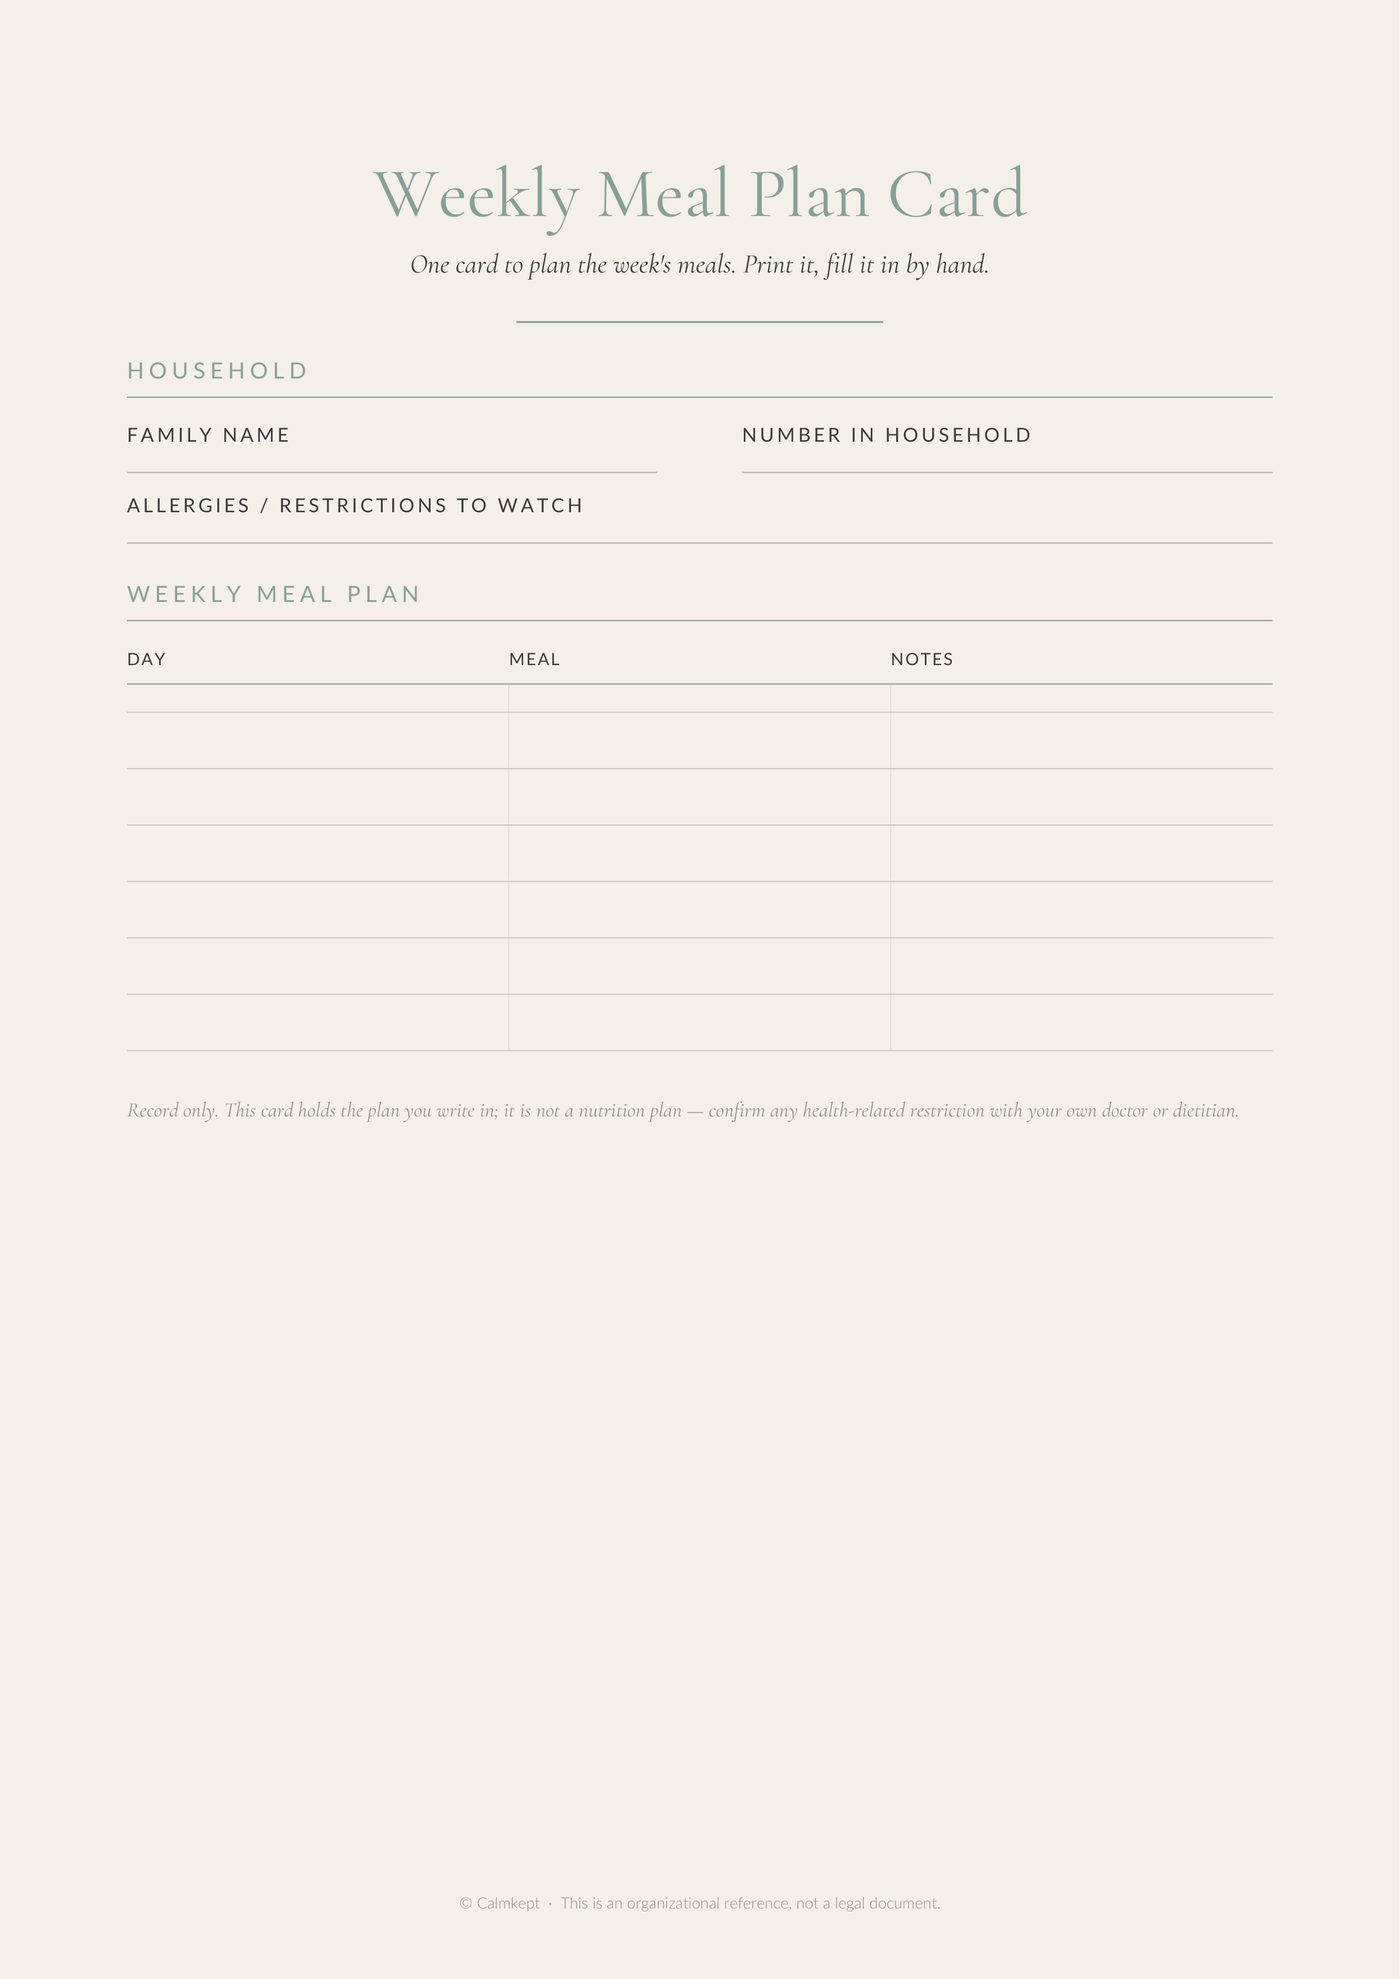 Weekly Meal Plan Card
One card to plan the week's meals. Print it, fill it in by hand.
HOUSEHOLD
FAMILY NAME
NUMBER IN HOUSEHOLD
ALLERGIES / RESTRICTIONS TO WATCH
WEEKLY MEAL PLAN
DAY
MEAL
NOTES
Record only. This card holds the plan you write in; it is not a nutrition plan — confirm any health-related restriction with your own doctor or dietitian.
© Calmkept · This is an organizational reference, not a legal document.